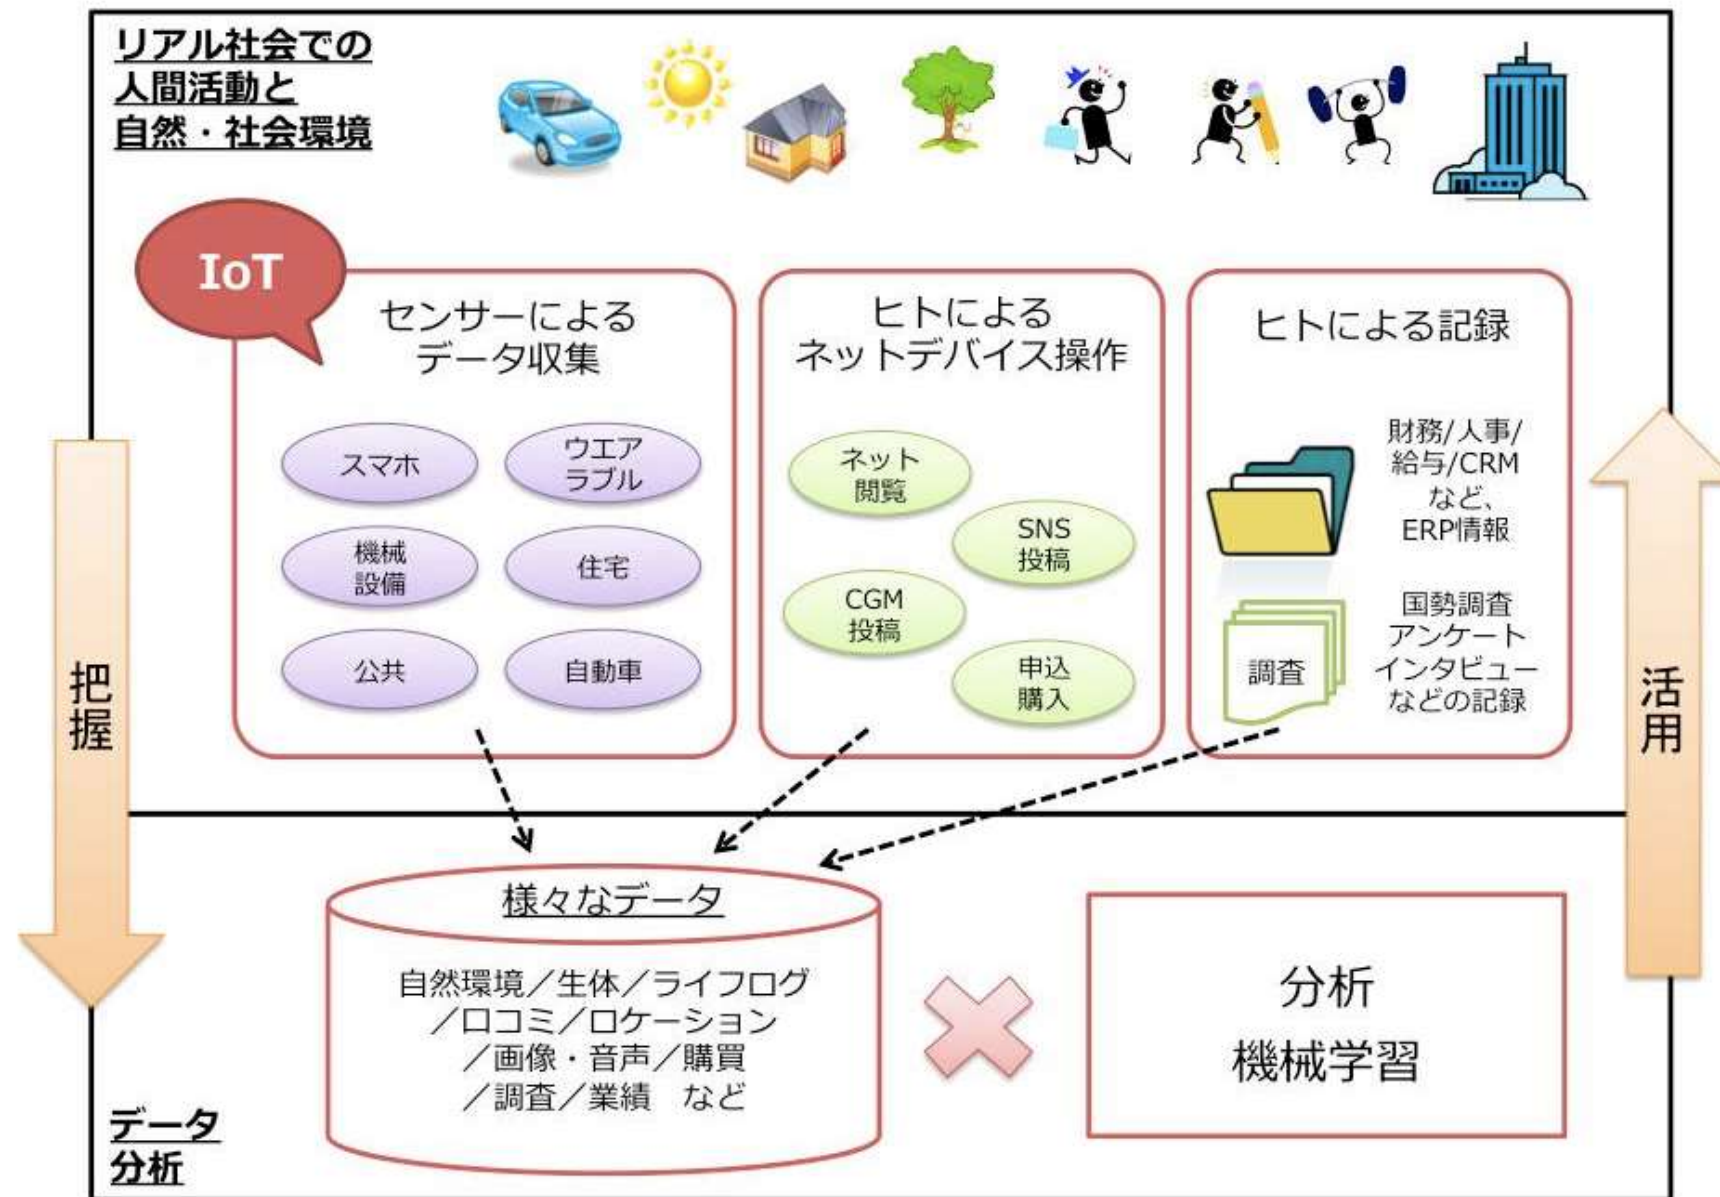 リアル社会での
人間活動と
自然・社会環境
IoT
センサーによる
データ収集
スマホ
ウエア
ラブル
機械
設備
住宅
公共
自動車
ヒトによる
ネットデバイス操作
ネット
閲覧
SNS
投稿
CGM
投稿
申込
購入
ヒトによる記録
財務/人事/
給与/CRM
など、
ERP情報
調査
国勢調査
アンケート
インタビュー
などの記録
把握
活用
様々なデータ
自然環境／生体／ライフログ
／口コミ／ロケーション
／画像・音声／購買
／調査／業績　など
分析
機械学習
データ
分析